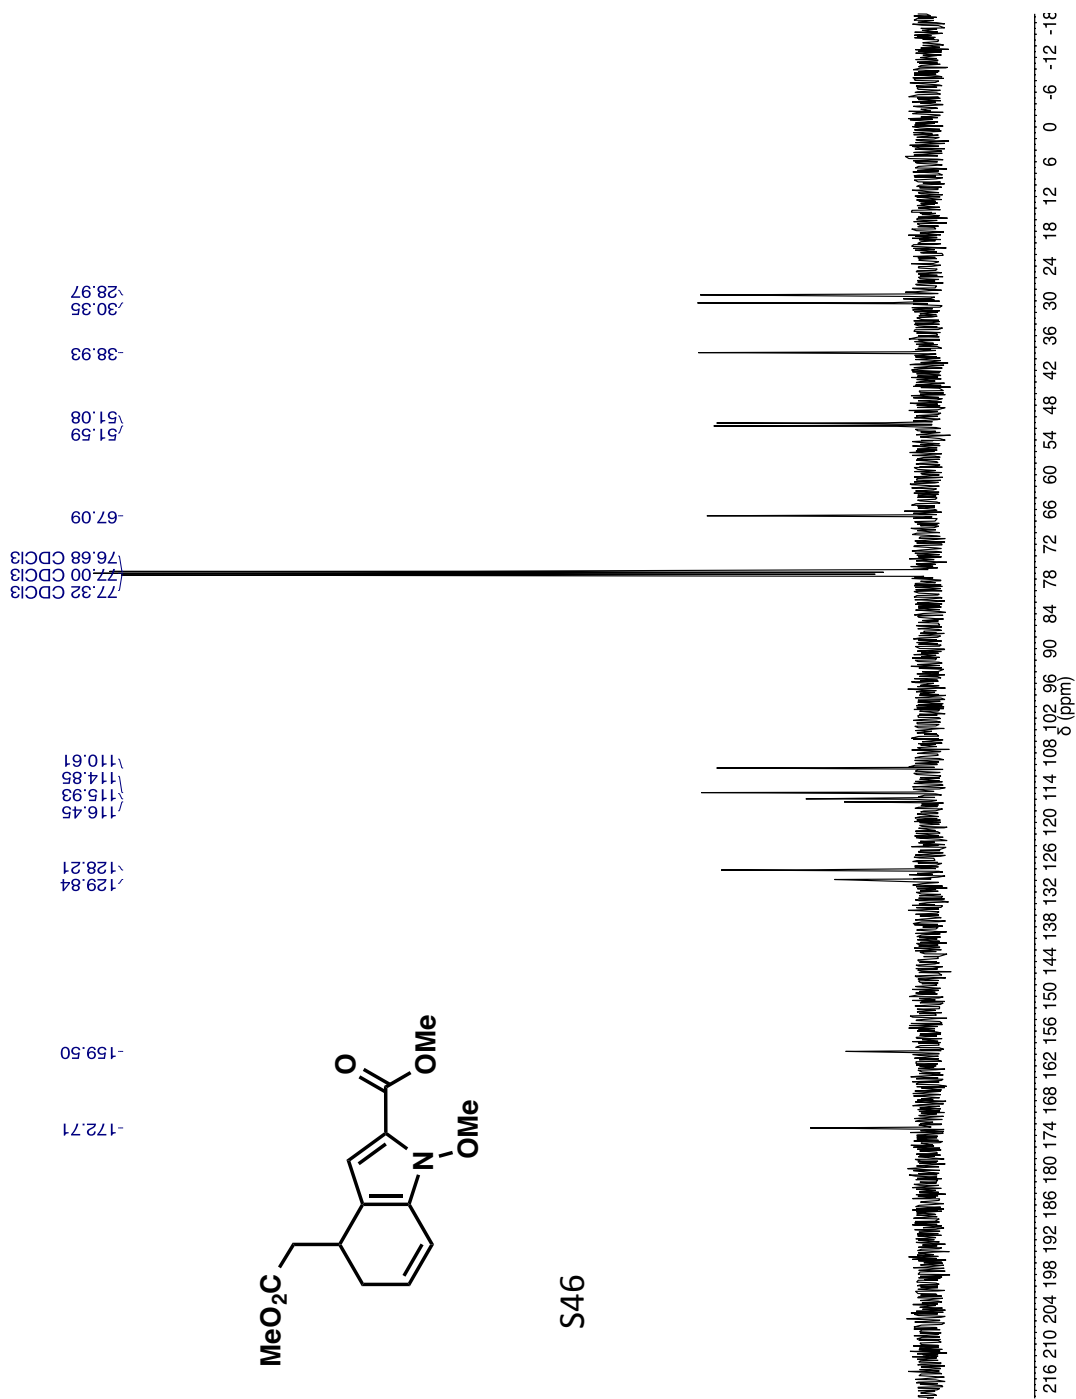 28.97
30.35
38.93
51.08
51.59
67.09
76.68 CDCl3
77.00 CDCl3
77.32 CDCl3
110.61
114.85
115.93
116.45
128.21
129.84
159.50
172.71
MeO₂C
O
OMe
N
OMe
S46
216 210 204 198 192 186 180 174 168 162 156 150 144 138 132 126 120 114 108 102 96 90 84 78 72 66 60 54 48 42 36 30 24 18 12 6 0 -6 -12 -18
δ (ppm)